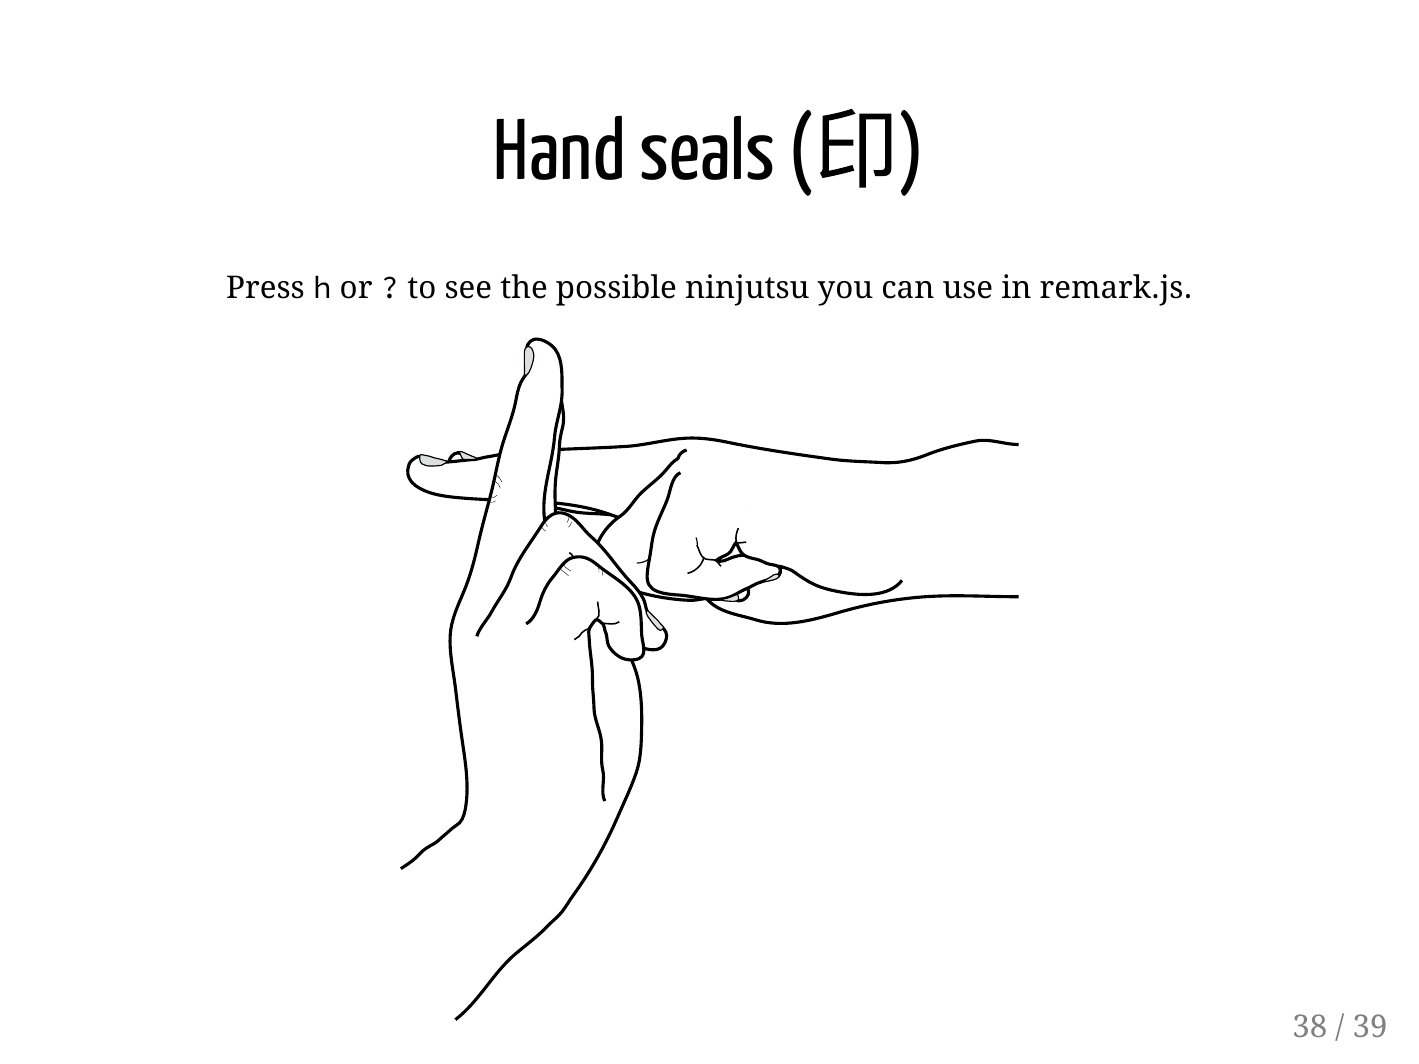 Hand seals (印)
Press h or ? to see the possible ninjutsu you can use in remark.js.
38 / 39